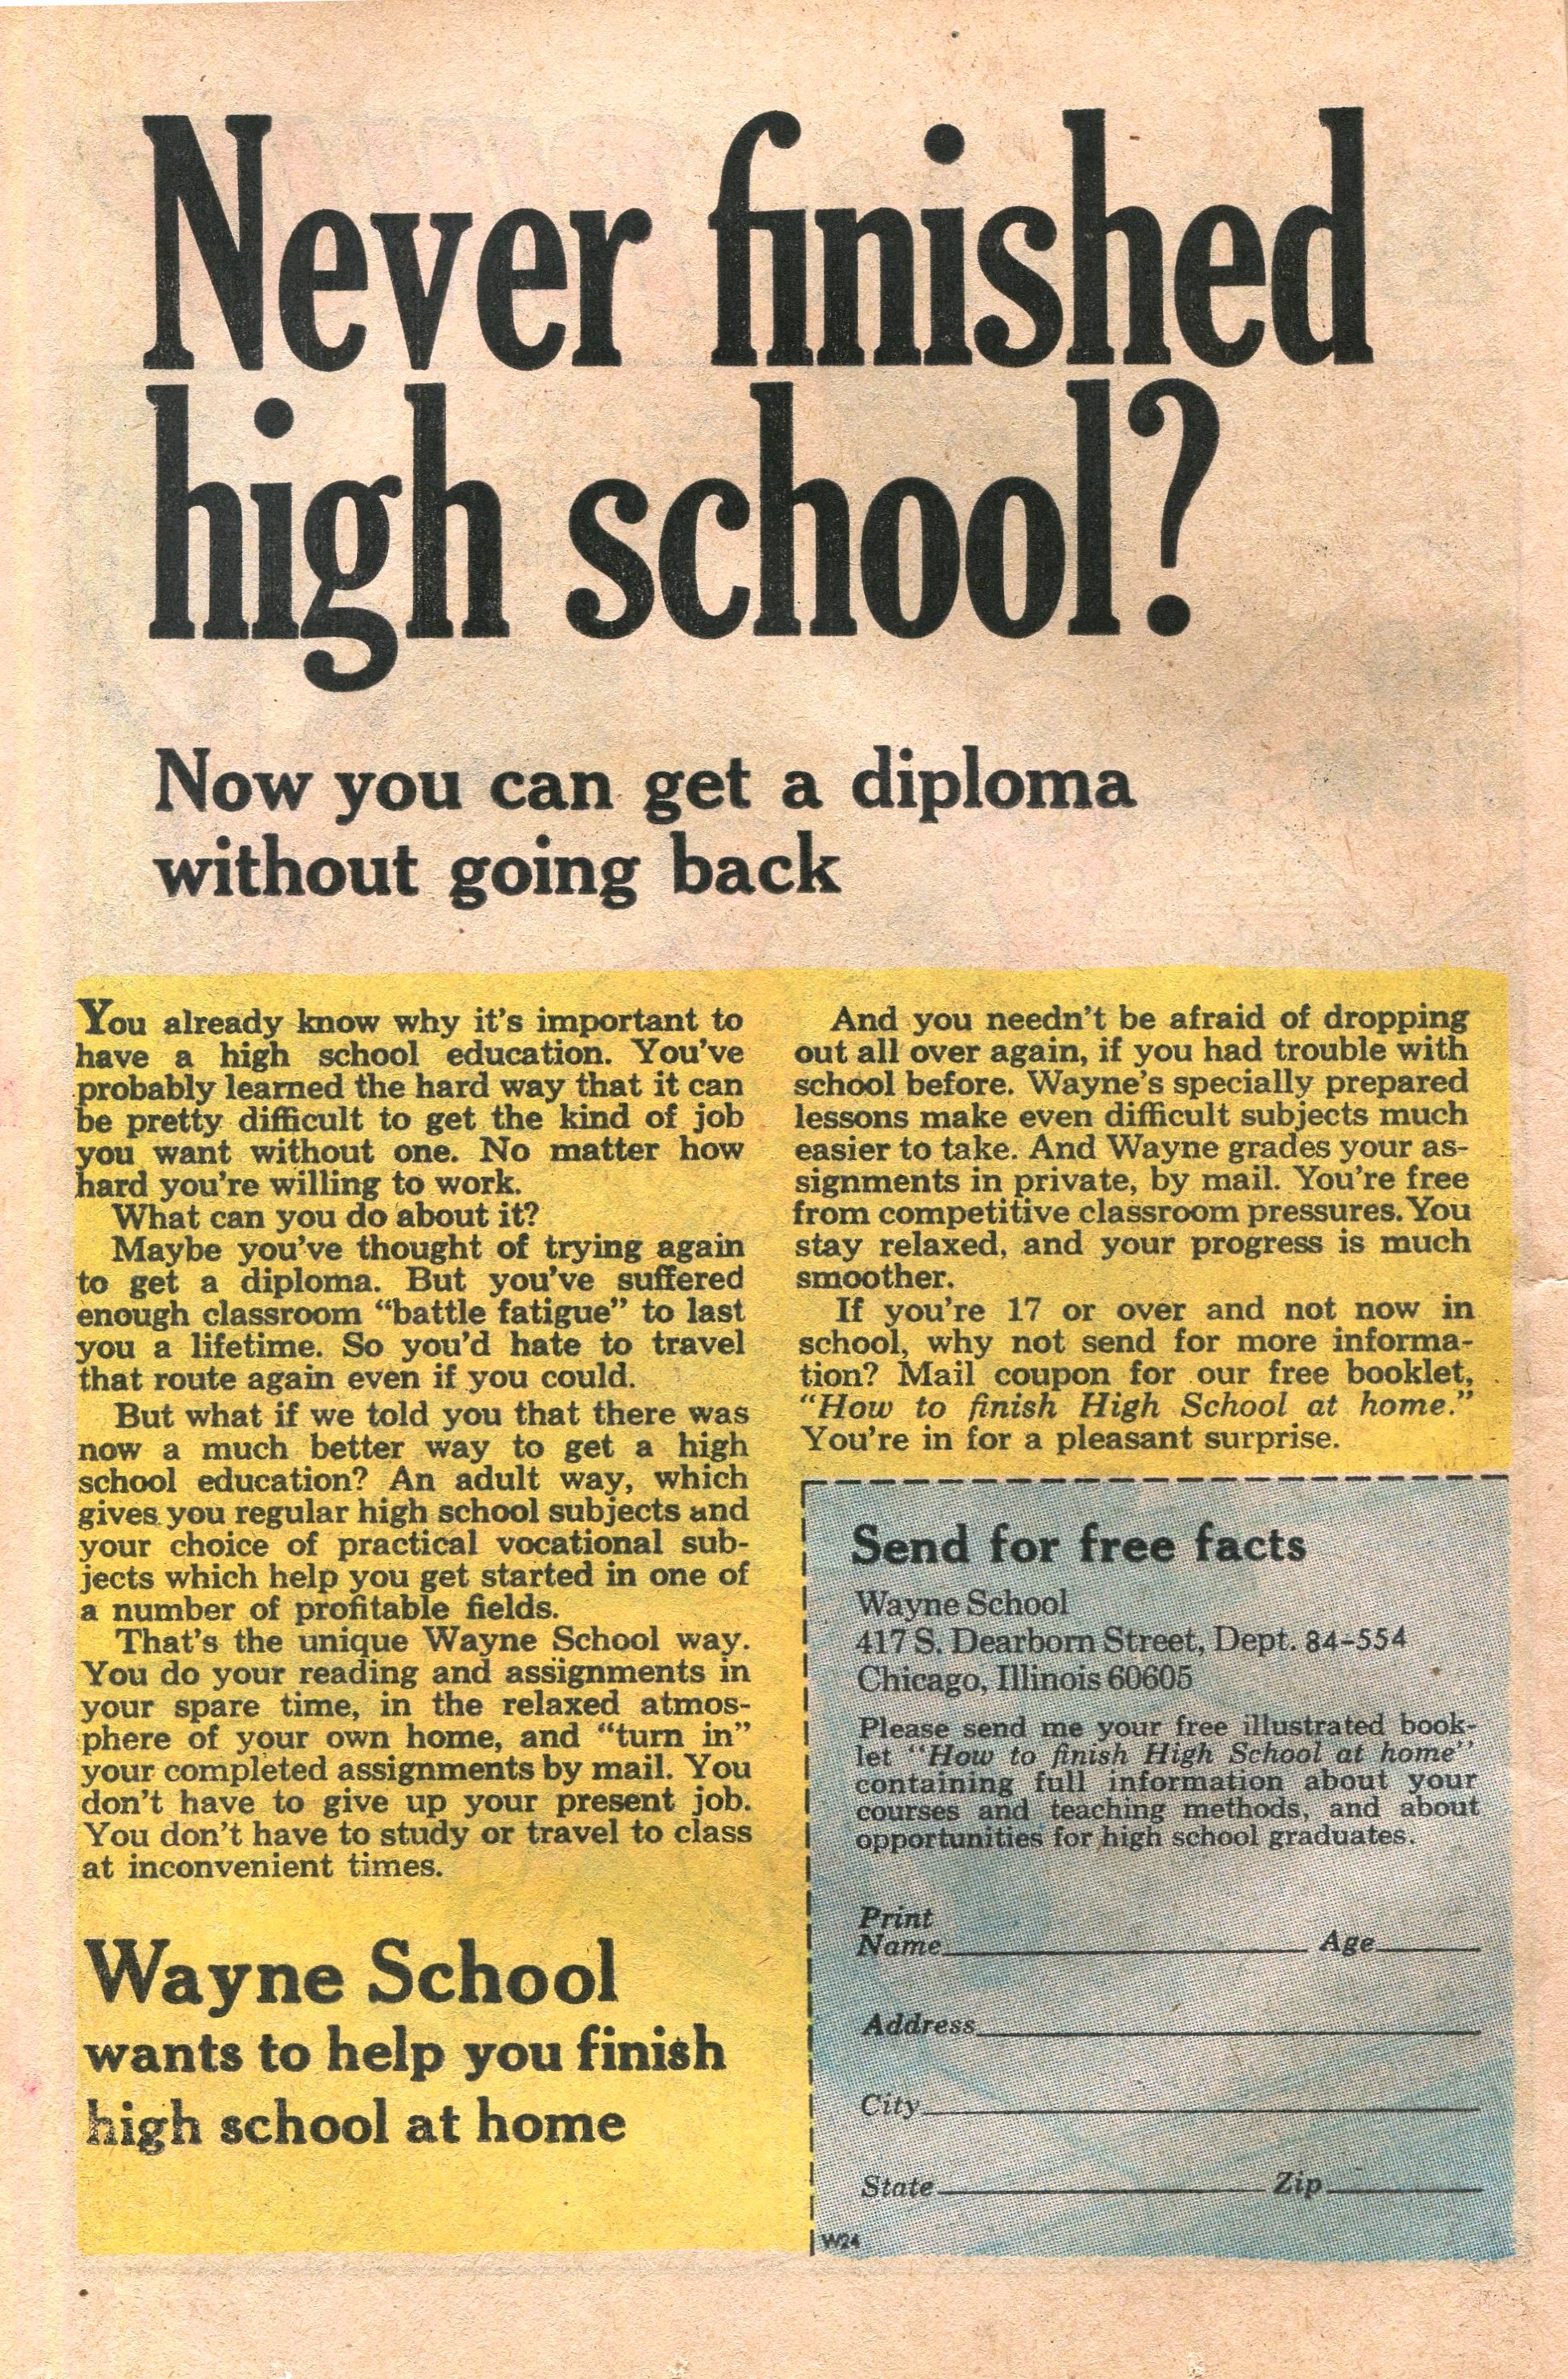 Never finished
high school?
Now you can get a diploma
without going back
You already know why it's important to
have a high school education. You've
probably learned the hard way that it can
be pretty difficult to get the kind of job
you want without one. No matter how
hard you're willing to work.
What can you do about it?
Maybe you've thought of trying again
to get a diploma. But you've suffered
enough classroom "battle fatigue" to last
you a lifetime. So you'd hate to travel
that route again even if you could.
But what if we told you that there was
now a much better way to get a high
school education? An adult way, which
gives you regular high school subjects and
your choice of practical vocational sub-
jects which help you get started in one of
a number of profitable fields.
That's the unique Wayne School way.
You do your reading and assignments in
your spare time, in the relaxed atmos-
phere of your own home, and "turn in"
your completed assignments by mail. You
don't have to give up your present job.
You don't have to study or travel to class
at inconvenient times.
Wayne School
wants to help you finish
high school at home
And you needn't be afraid of dropping
out all over again, if you had trouble with
school before. Wayne's specially prepared
lessons make even difficult subjects much
easier to take. And Wayne grades your as-
signments in private, by mail. You're free
from competitive classroom pressures. You
stay relaxed, and your progress is much
smoother.
If you're 17 or over and not now in
school, why not send for more informa-
tion? Mail coupon for our free booklet,
"How to finish High School at home."
You're in for a pleasant surprise.
Send for free facts
Wayne School
417 S. Dearborn Street, Dept. 84-554
Chicago, Illinois 60605
Please send me your free illustrated book-
let "How to finish High School at home"
containing full information about your
courses and teaching methods, and about
opportunities for high school graduates.
Print
Name Age
Address
City
State Zip
W24